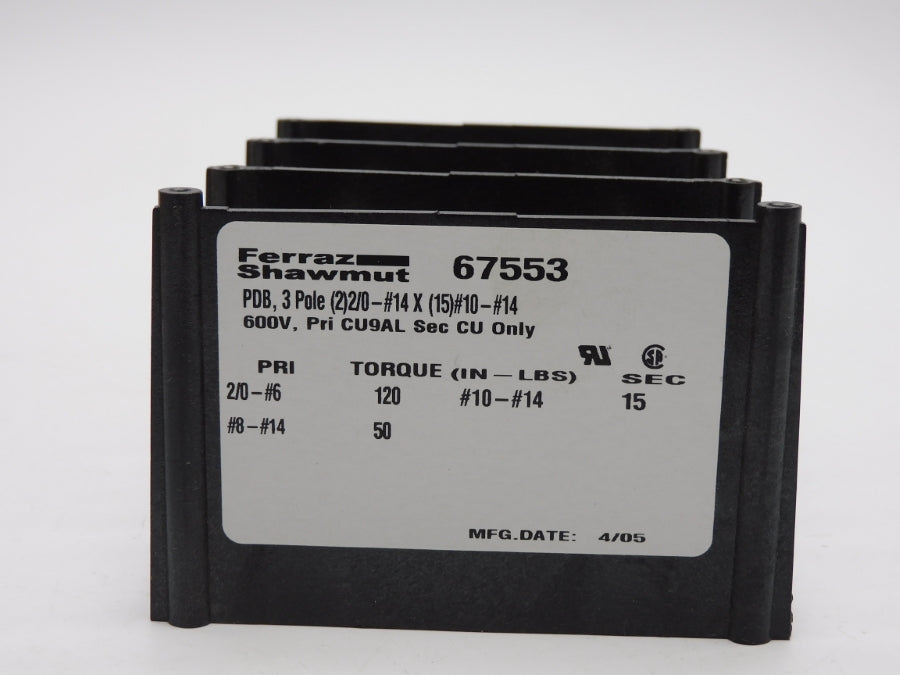 Ferraz
Shawmut 67553
PDB, 3 Pole (2)2/0-#14 X (15)#10-#14
600V, Pri CU9AL Sec CU Only
PRI TORQUE (IN-LBS) SEC
2/0-#6 120 #10-#14 15
#8-#14 50
MFG.DATE: 4/05